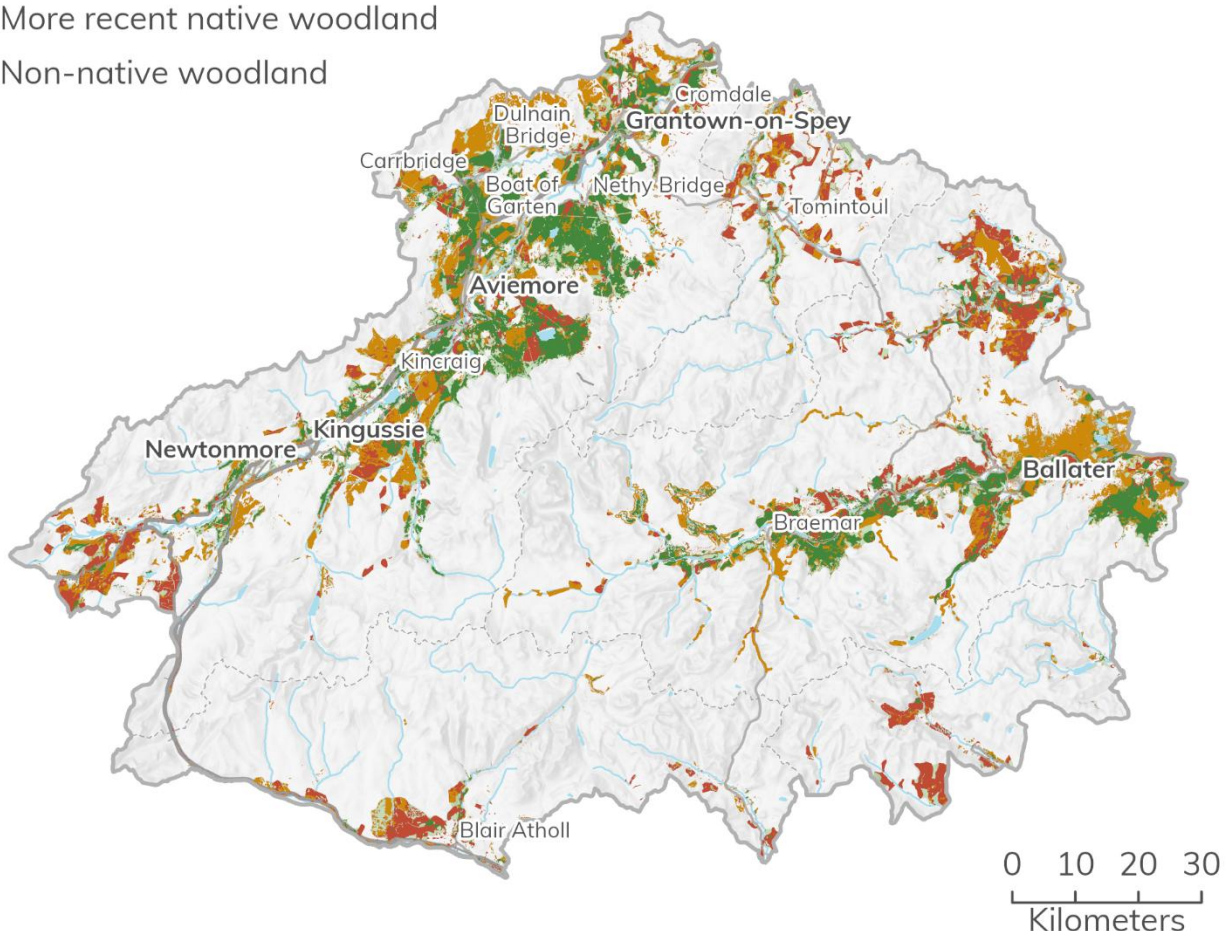 More recent native woodland
Non-native woodland
Cromdale
Dulnain
Bridge
Grantown-on-Spey
Carrbridge
Boat of
Garten
Nethy Bridge
Tomintoul
Aviemore
Kincraig
Kingussie
Newtonmore
Ballater
Braemar
Blair Atholl
0 10 20 30
Kilometers